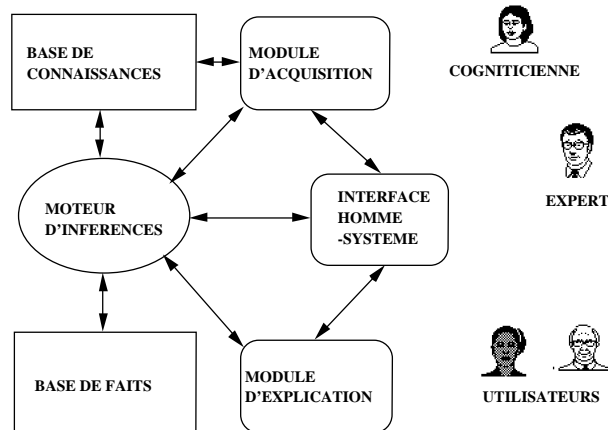 BASE DE
CONNAISSANCES
MODULE
D'ACQUISITION
COGNITICIENNE
MOTEUR
D'INFERENCES
INTERFACE
HOMME
-SYSTEME
EXPERT
BASE DE FAITS
MODULE
D'EXPLICATION
UTILISATEURS